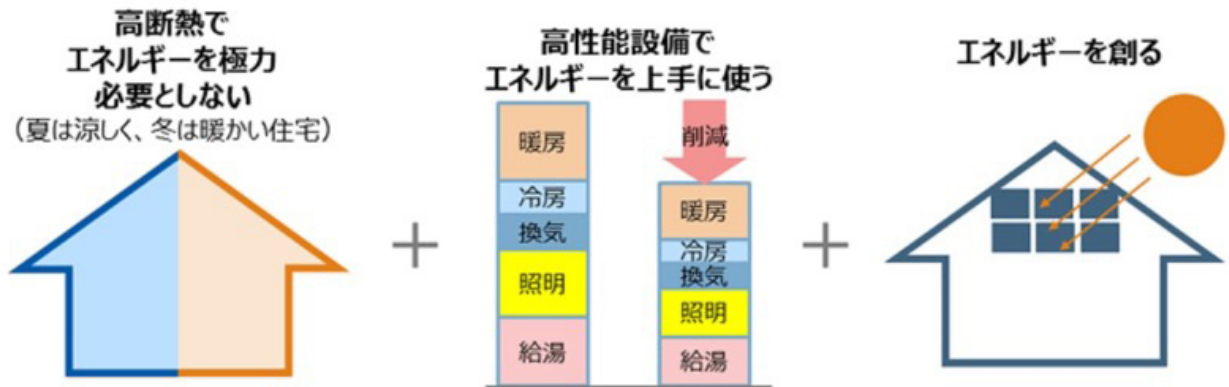 高断熱で
エネルギーを極力
必要としない
（夏は涼しく、冬は暖かい住宅）
高性能設備で
エネルギーを上手に使う
暖房
冷房
換気
照明
給湯
削減
暖房
冷房
換気
照明
給湯
エネルギーを創る